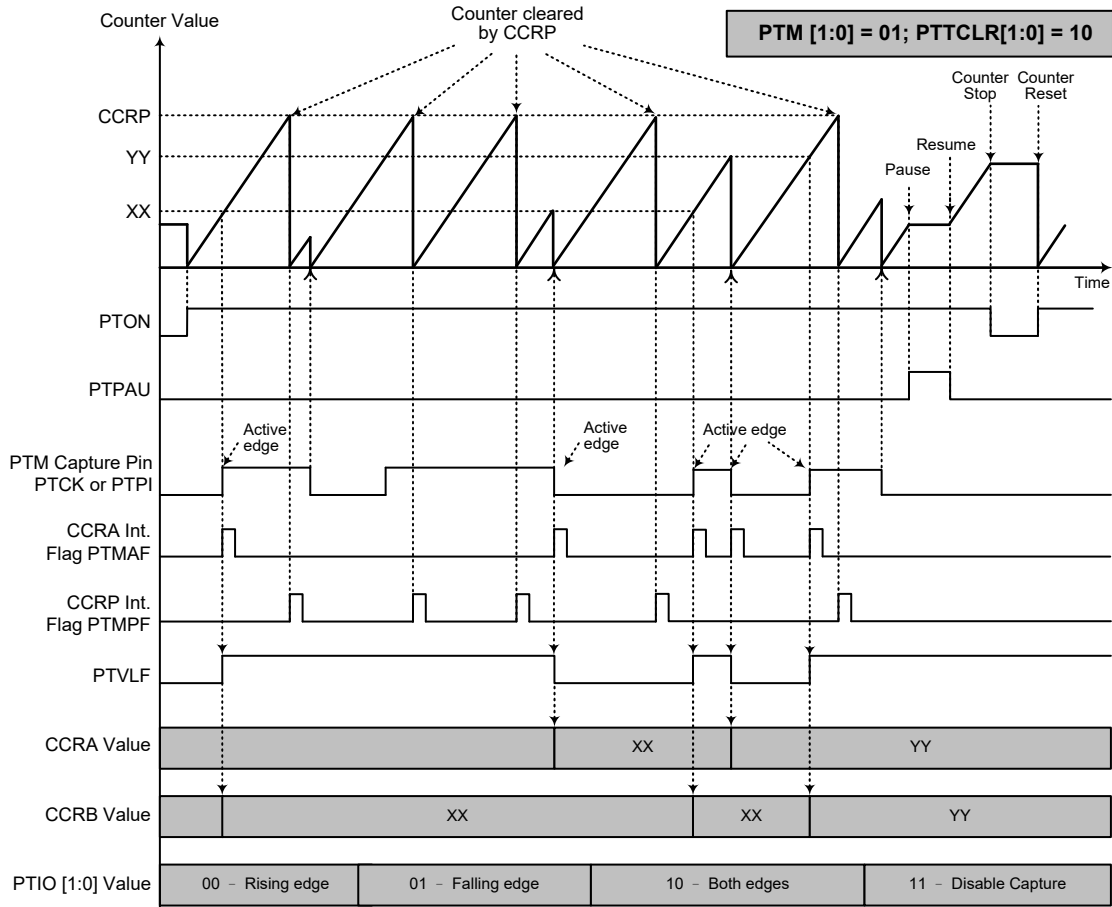 Counter Value
Counter cleared
by CCRP
PTM [1:0] = 01; PTTCLR[1:0] = 10
Counter
Stop
Counter
Reset
CCRP
YY
XX
Pause
Resume
Time
PTON
PTPAU
Active
edge
Active
edge
Active edge
PTM Capture Pin
PTCK or PTPI
CCRA Int.
Flag PTMAF
CCRP Int.
Flag PTMPF
PTVLF
CCRA Value
XX
YY
CCRB Value
XX
XX
YY
PTIO [1:0] Value
00 – Rising edge
01 – Falling edge
10 – Both edges
11 – Disable Capture